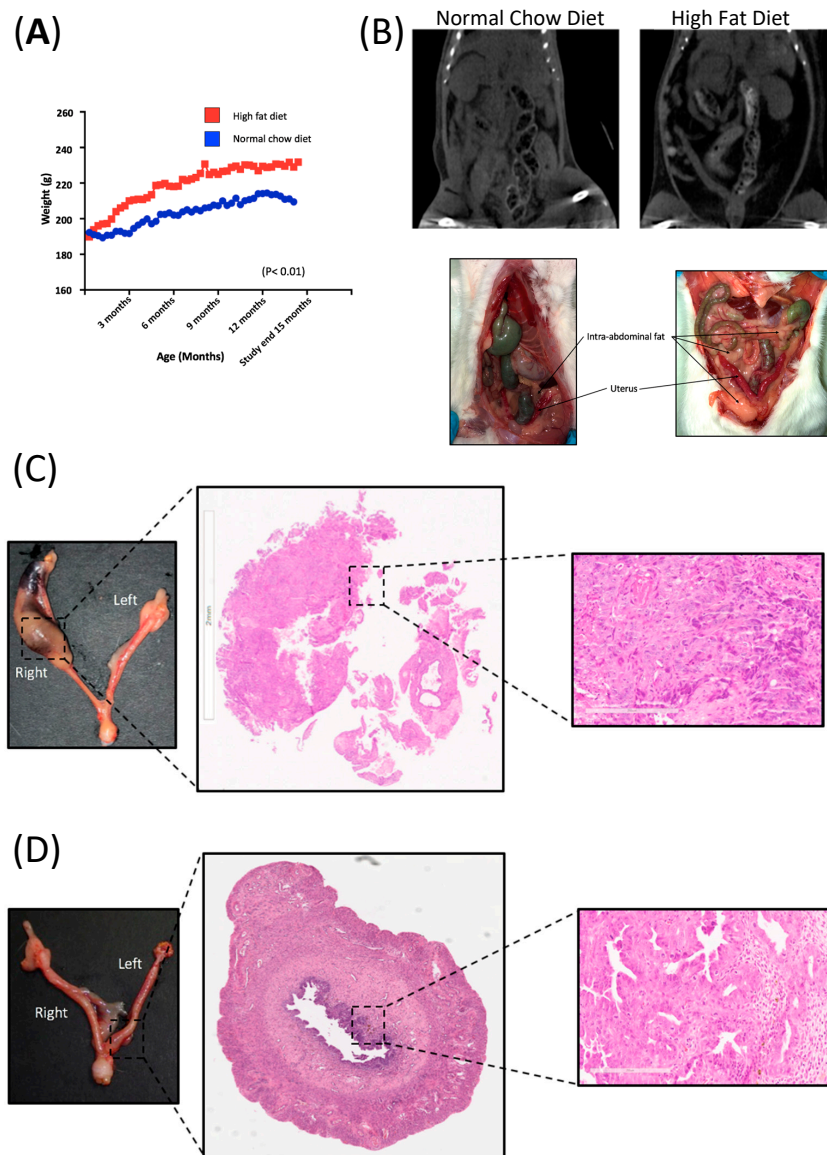 (A)
260
240
220
200
180
160
Weight (g)
High fat diet
Normal chow diet
(P< 0.01)
3 months
6 months
9 months
12 months
Study end 15 months
Age (Months)
(B)
Normal Chow Diet
High Fat Diet
Intra-abdominal fat
Uterus
(C)
Left
Right
2mm
(D)
Left
Right